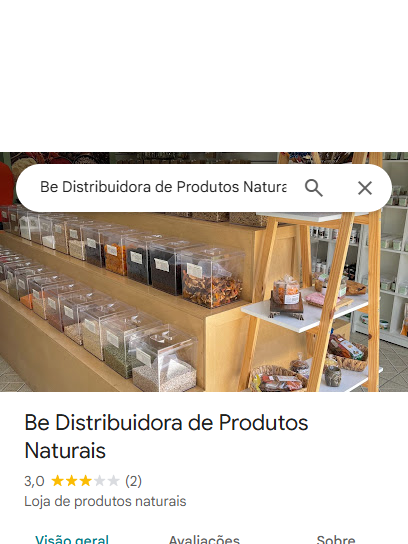 Be Distribuidora de Produtos Natura
Be Distribuidora de Produtos
Naturais
3,0 (2)
Loja de produtos naturais
Visão geral Avaliações Sobre